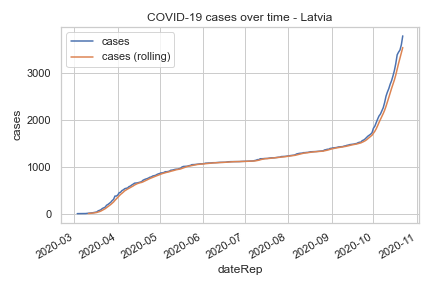 COVID-19 cases over time - Latvia
cases
cases (rolling)
3000
2000
1000
0
cases
2020-03
2020-04
2020-05
2020-06
2020-07
2020-08
2020-09
2020-10
2020-11
dateRep